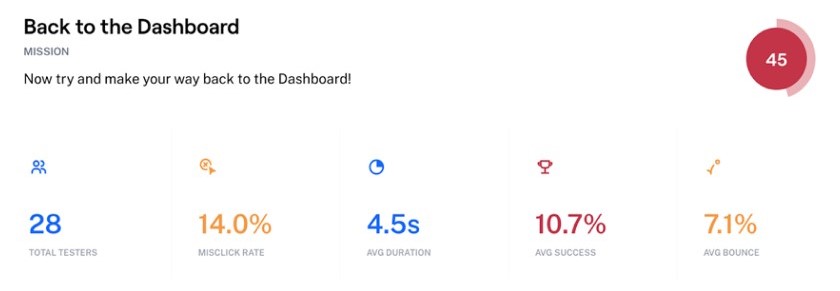 Back to the Dashboard
MISSION
Now try and make your way back to the Dashboard!
45
28
TOTAL TESTERS
14.0%
MISCLICK RATE
4.5s
AVG DURATION
10.7%
AVG SUCCESS
7.1%
AVG BOUNCE